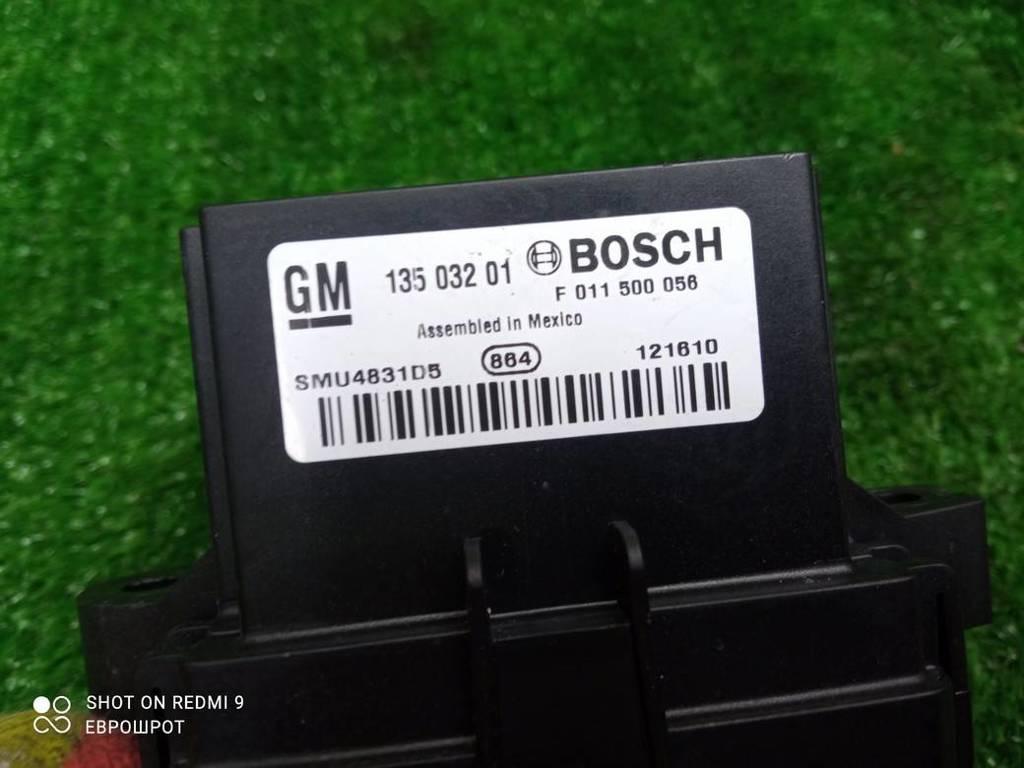 GM 135 032 01 BOSCH
F 011 500 056
Assembled in Mexico
SMU4831D5 864 121610
SHOT ON REDMI 9
ЕВРОШРОТ